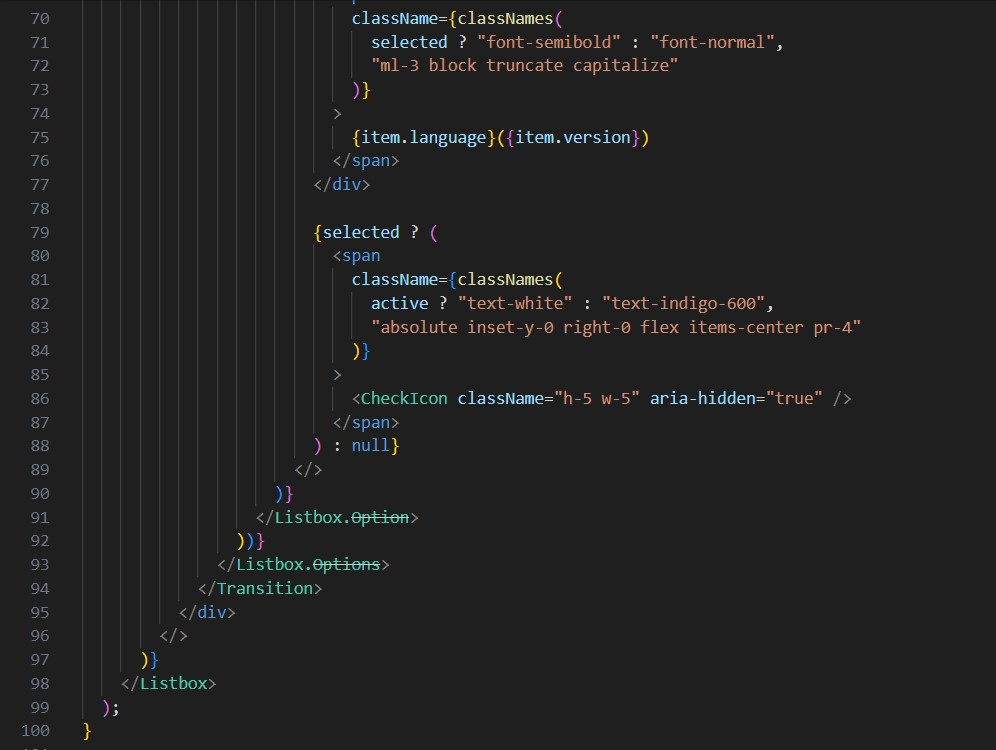 70 className={classNames(
71 selected ? "font-semibold" : "font-normal",
72 "ml-3 block truncate capitalize"
73 )}
74 >
75 {item.language}({item.version})
76 </span>
77 </div>
78
79 {selected ? (
80 <span
81 className={classNames(
82 active ? "text-white" : "text-indigo-600",
83 "absolute inset-y-0 right-0 flex items-center pr-4"
84 )}
85 >
86 <CheckIcon className="h-5 w-5" aria-hidden="true" />
87 </span>
88 ) : null}
89 </>
90 )}
91 </Listbox.Option>
92 ))}
93 </Listbox.Options>
94 </Transition>
95 </div>
96 </>
97 )}
98 </Listbox>
99 );
100 }